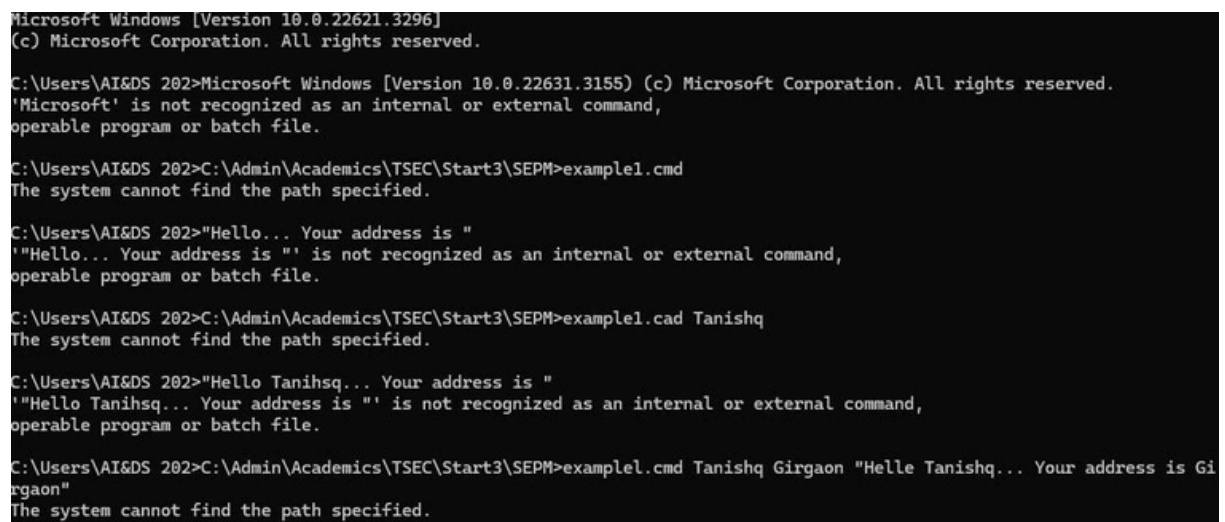 Microsoft Windows [Version 10.0.22621.3296]
(c) Microsoft Corporation. All rights reserved.
C:\Users\AI&DS 202>Microsoft Windows [Version 10.0.22631.3155) (c) Microsoft Corporation. All rights reserved.
'Microsoft' is not recognized as an internal or external command,
operable program or batch file.
C:\Users\AI&DS 202>C:\Admin\Academics\TSEC\Start3\SEPM>example1.cmd
The system cannot find the path specified.
C:\Users\AI&DS 202>"Hello... Your address is "
'"Hello... Your address is "' is not recognized as an internal or external command,
operable program or batch file.
C:\Users\AI&DS 202>C:\Admin\Academics\TSEC\Start3\SEPM>example1.cad Tanishq
The system cannot find the path specified.
C:\Users\AI&DS 202>"Hello Tanihsq... Your address is "
'"Hello Tanihsq... Your address is "' is not recognized as an internal or external command,
operable program or batch file.
C:\Users\AI&DS 202>C:\Admin\Academics\TSEC\Start3\SEPM>examplel.cmd Tanishq Girgaon "Helle Tanishq... Your address is Gi
rgaon"
The system cannot find the path specified.